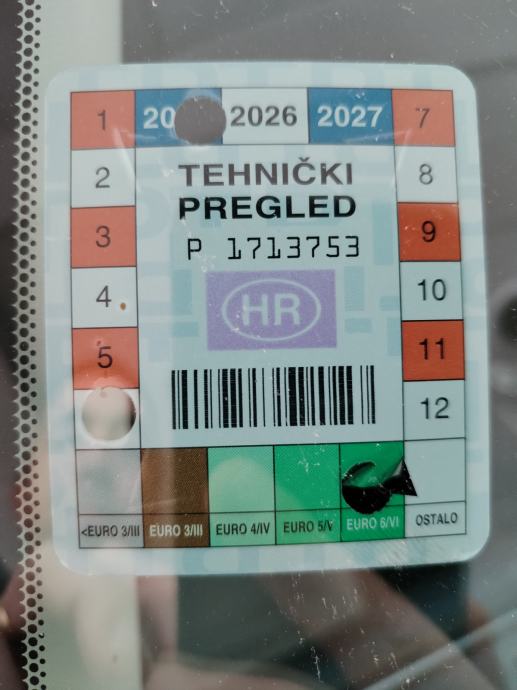 1 20 2026 2027 7
2 TEHNIČKI 8
3 PREGLED 9
P 1713753
4 HR 10
5 11
12
<EURO 3/III EURO 3/III EURO 4/IV EURO 5/V EURO 6/VI OSTALO